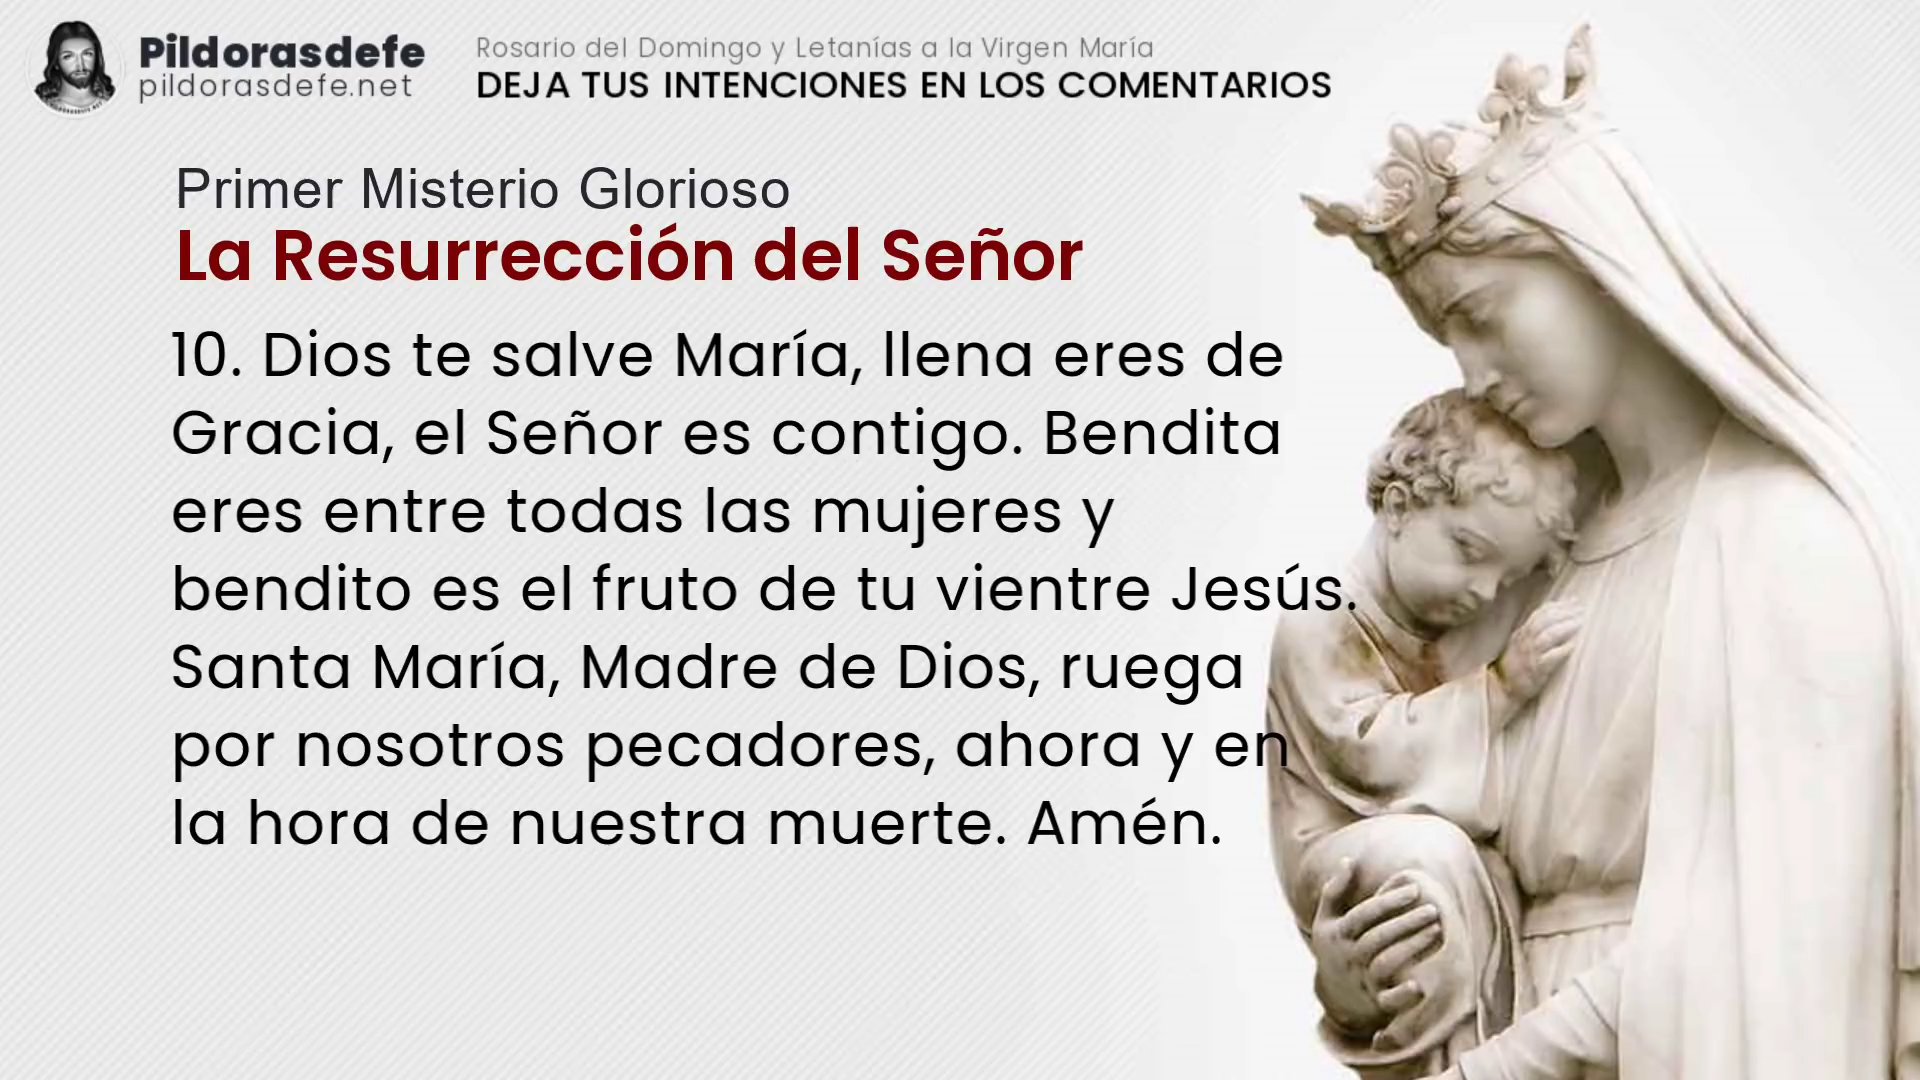 Pildorasdefe
pildorasdefe.net
Rosario del Domingo y Letanías a la Virgen María
DEJA TUS INTENCIONES EN LOS COMENTARIOS
Primer Misterio Glorioso
La Resurrección del Señor
10. Dios te salve María, llena eres de
Gracia, el Señor es contigo. Bendita
eres entre todas las mujeres y
bendito es el fruto de tu vientre Jesús.
Santa María, Madre de Dios, ruega
por nosotros pecadores, ahora y en
la hora de nuestra muerte. Amén.